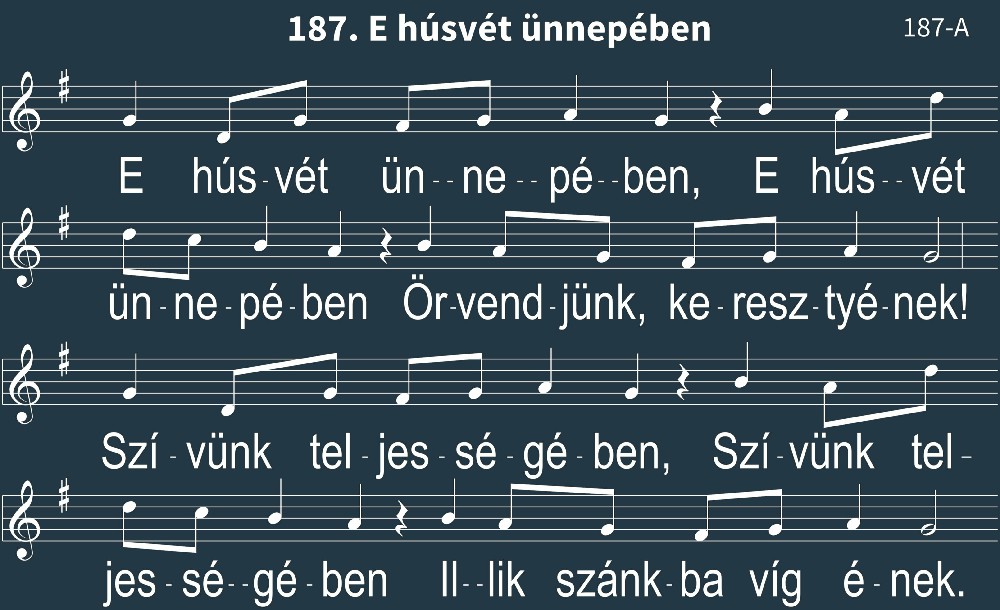 187. E húsvét ünnepében
187-A
E hús-vét ün--ne--pé--ben, E hús--vét
ün-ne-pé-ben Ör-vend-jünk, ke-resz-tyé-nek!
Szí-vünk tel-jes-sé-gé-ben, Szí-vünk tel-
jes-sé--gé-ben Il--lik szánk-ba víg é-nek.